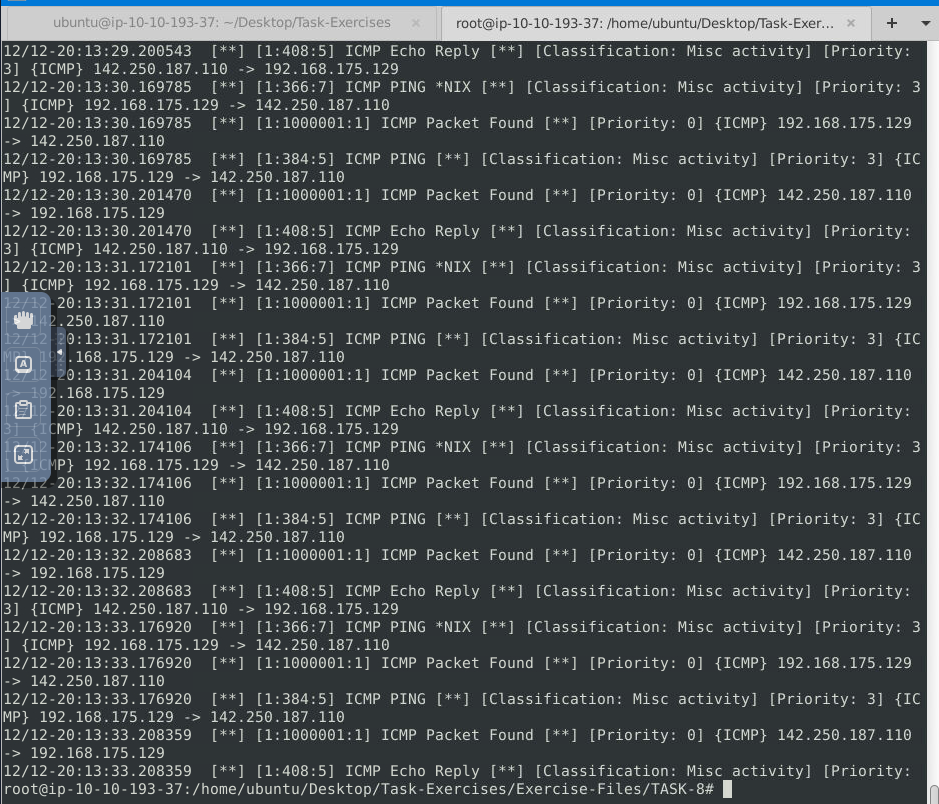 ubuntu@ip-10-10-193-37: ~/Desktop/Task-Exercises × root@ip-10-10-193-37: /home/ubuntu/Desktop/Task-Exer... × +
12/12-20:13:29.200543  [**] [1:408:5] ICMP Echo Reply [**] [Classification: Misc activity] [Priority:
3] {ICMP} 142.250.187.110 -> 192.168.175.129
12/12-20:13:30.169785  [**] [1:366:7] ICMP PING *NIX [**] [Classification: Misc activity] [Priority: 3
] {ICMP} 192.168.175.129 -> 142.250.187.110
12/12-20:13:30.169785  [**] [1:1000001:1] ICMP Packet Found [**] [Priority: 0] {ICMP} 192.168.175.129
-> 142.250.187.110
12/12-20:13:30.169785  [**] [1:384:5] ICMP PING [**] [Classification: Misc activity] [Priority: 3] {IC
MP} 192.168.175.129 -> 142.250.187.110
12/12-20:13:30.201470  [**] [1:1000001:1] ICMP Packet Found [**] [Priority: 0] {ICMP} 142.250.187.110
-> 192.168.175.129
12/12-20:13:30.201470  [**] [1:408:5] ICMP Echo Reply [**] [Classification: Misc activity] [Priority:
3] {ICMP} 142.250.187.110 -> 192.168.175.129
12/12-20:13:31.172101  [**] [1:366:7] ICMP PING *NIX [**] [Classification: Misc activity] [Priority: 3
] {ICMP} 192.168.175.129 -> 142.250.187.110
12/12-20:13:31.172101  [**] [1:1000001:1] ICMP Packet Found [**] [Priority: 0] {ICMP} 192.168.175.129
-> 142.250.187.110
12/12-20:13:31.172101  [**] [1:384:5] ICMP PING [**] [Classification: Misc activity] [Priority: 3] {IC
MP} 192.168.175.129 -> 142.250.187.110
12/12-20:13:31.204104  [**] [1:1000001:1] ICMP Packet Found [**] [Priority: 0] {ICMP} 142.250.187.110
-> 192.168.175.129
12/12-20:13:31.204104  [**] [1:408:5] ICMP Echo Reply [**] [Classification: Misc activity] [Priority:
3] {ICMP} 142.250.187.110 -> 192.168.175.129
12/12-20:13:32.174106  [**] [1:366:7] ICMP PING *NIX [**] [Classification: Misc activity] [Priority: 3
] {ICMP} 192.168.175.129 -> 142.250.187.110
12/12-20:13:32.174106  [**] [1:1000001:1] ICMP Packet Found [**] [Priority: 0] {ICMP} 192.168.175.129
-> 142.250.187.110
12/12-20:13:32.174106  [**] [1:384:5] ICMP PING [**] [Classification: Misc activity] [Priority: 3] {IC
MP} 192.168.175.129 -> 142.250.187.110
12/12-20:13:32.208683  [**] [1:1000001:1] ICMP Packet Found [**] [Priority: 0] {ICMP} 142.250.187.110
-> 192.168.175.129
12/12-20:13:32.208683  [**] [1:408:5] ICMP Echo Reply [**] [Classification: Misc activity] [Priority:
3] {ICMP} 142.250.187.110 -> 192.168.175.129
12/12-20:13:33.176920  [**] [1:366:7] ICMP PING *NIX [**] [Classification: Misc activity] [Priority: 3
] {ICMP} 192.168.175.129 -> 142.250.187.110
12/12-20:13:33.176920  [**] [1:1000001:1] ICMP Packet Found [**] [Priority: 0] {ICMP} 192.168.175.129
-> 142.250.187.110
12/12-20:13:33.176920  [**] [1:384:5] ICMP PING [**] [Classification: Misc activity] [Priority: 3] {IC
MP} 192.168.175.129 -> 142.250.187.110
12/12-20:13:33.208359  [**] [1:1000001:1] ICMP Packet Found [**] [Priority: 0] {ICMP} 142.250.187.110
-> 192.168.175.129
12/12-20:13:33.208359  [**] [1:408:5] ICMP Echo Reply [**] [Classification: Misc activity] [Priority:
root@ip-10-10-193-37:/home/ubuntu/Desktop/Task-Exercises/Exercise-Files/TASK-8#